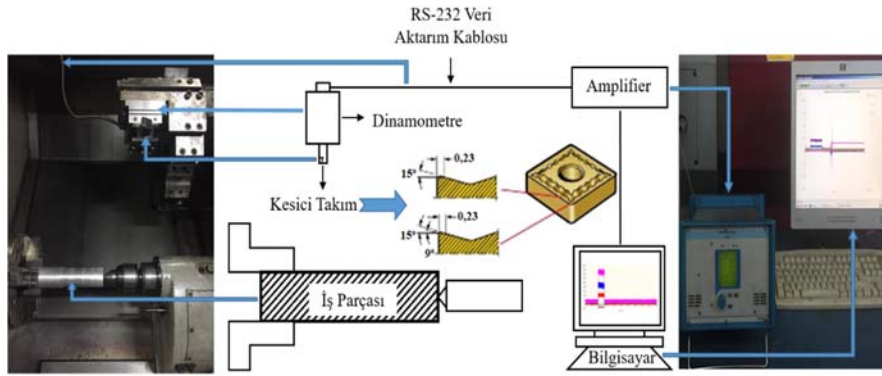 RS-232 Veri
Aktarım Kablosu
Amplifier
Dinamometre
0,23
15°
Kesici Takım
0,23
15°
9°
İş Parçası
Bilgisayar